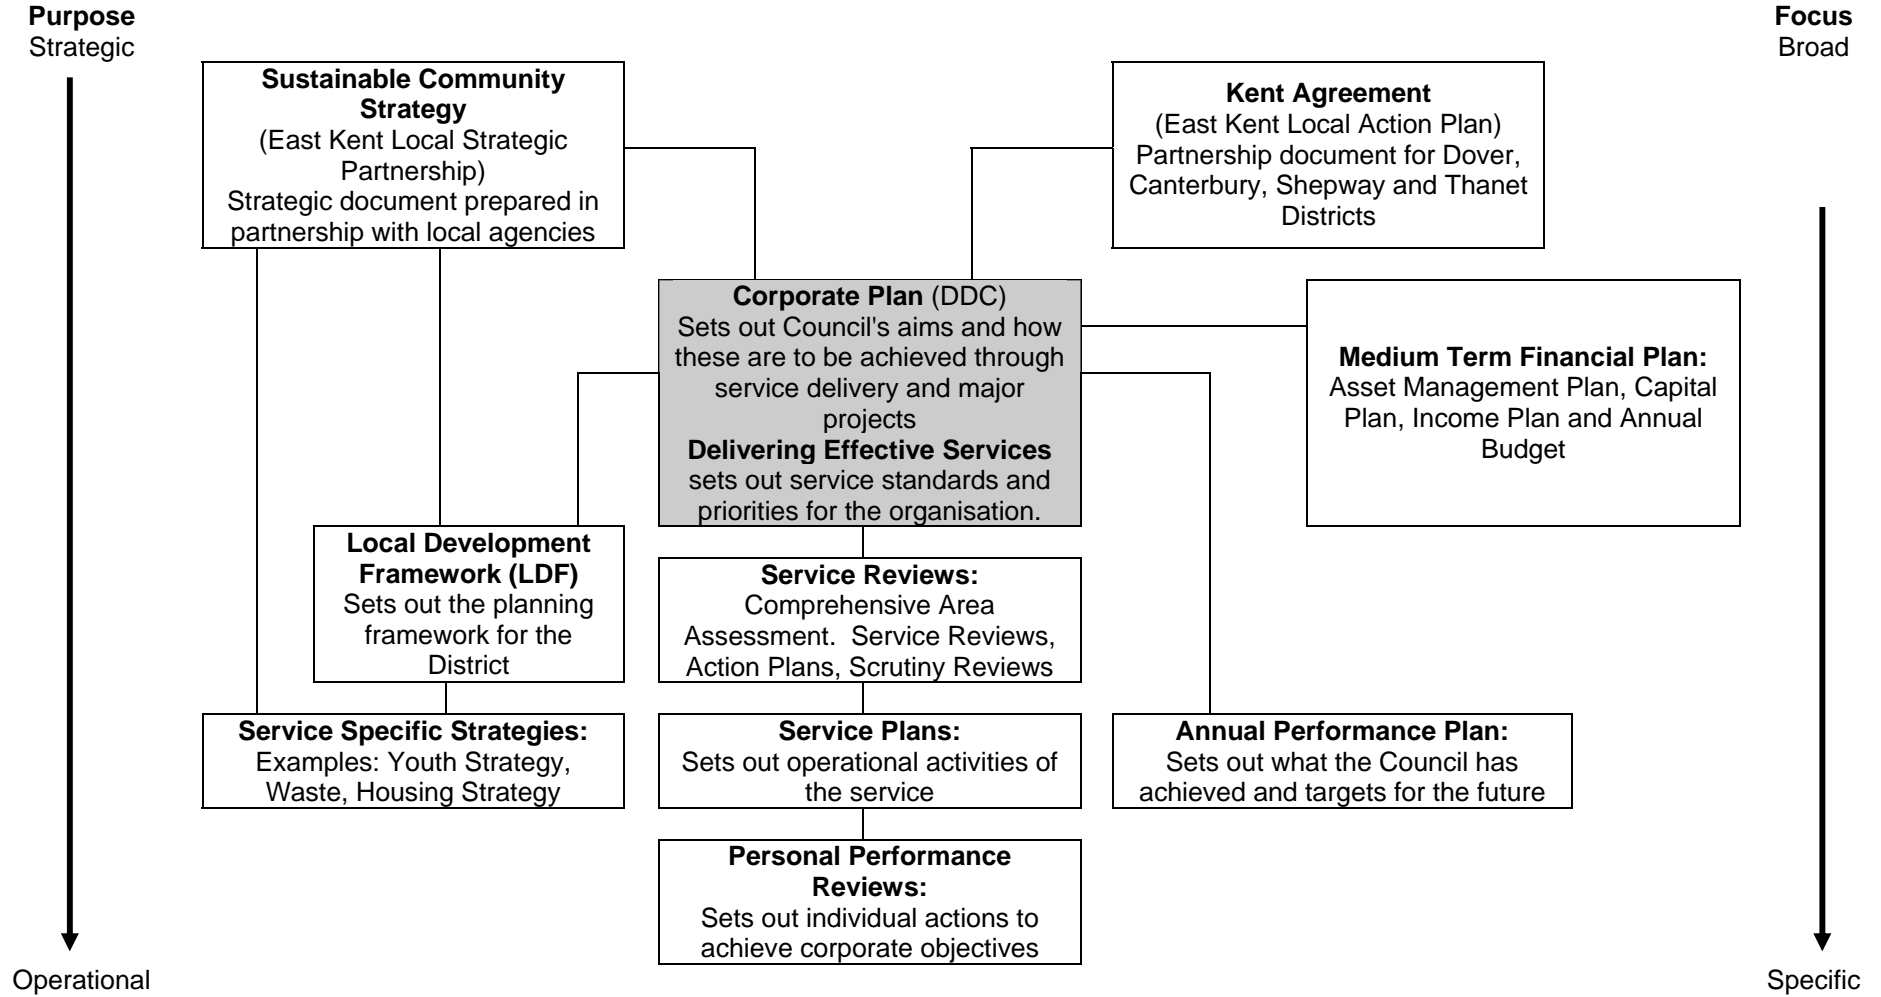 Purpose
Strategic
Focus
Broad
Sustainable Community
Strategy
(East Kent Local Strategic
Partnership)
Strategic document prepared in
partnership with local agencies
Kent Agreement
(East Kent Local Action Plan)
Partnership document for Dover,
Canterbury, Shepway and Thanet
Districts
Corporate Plan (DDC)
Sets out Council's aims and how
these are to be achieved through
service delivery and major
projects
Delivering Effective Services
sets out service standards and
priorities for the organisation.
Medium Term Financial Plan:
Asset Management Plan, Capital
Plan, Income Plan and Annual
Budget
Local Development
Framework (LDF)
Sets out the planning
framework for the
District
Service Reviews:
Comprehensive Area
Assessment.  Service Reviews,
Action Plans, Scrutiny Reviews
Service Specific Strategies:
Examples: Youth Strategy,
Waste, Housing Strategy
Service Plans:
Sets out operational activities of
the service
Annual Performance Plan:
Sets out what the Council has
achieved and targets for the future
Personal Performance
Reviews:
Sets out individual actions to
achieve corporate objectives
Operational
Specific